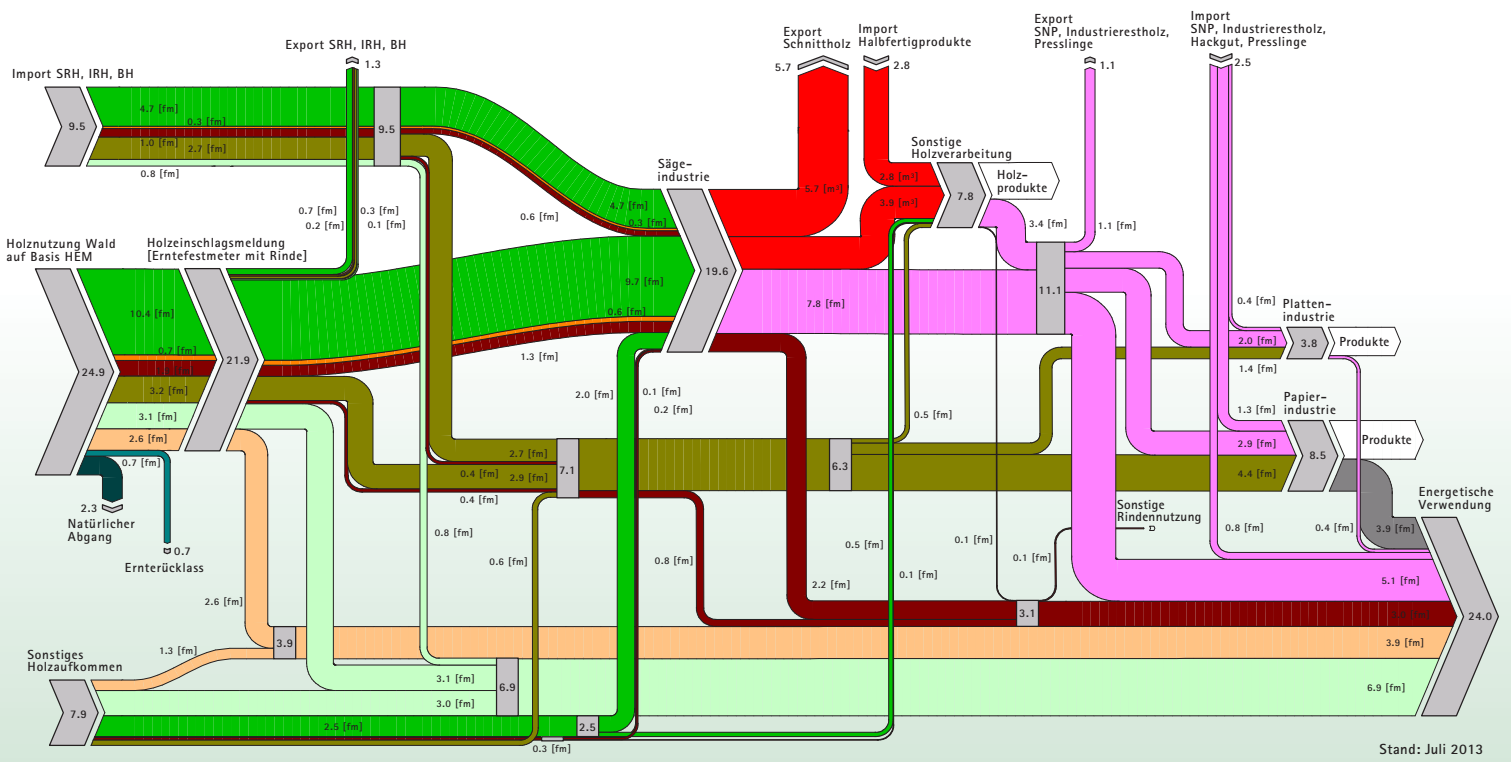 Import SRH, IRH, BH
9.5
4.7 [fm]
0.3 [fm]
1.0 [fm]
2.7 [fm]
0.8 [fm]
Export SRH, IRH, BH
1.3
9.5
0.7 [fm]
0.2 [fm]
0.3 [fm]
0.1 [fm]
Holznutzung Wald
auf Basis HEM
24.9
Holzeinschlagsmeldung
[Erntefestmeter mit Rinde]
21.9
10.4 [fm]
0.7 [fm]
3.2 [fm]
3.1 [fm]
2.6 [fm]
0.7 [fm]
2.3
Natürlicher
Abgang
0.7
Ernterücklass
0.6 [fm]
Säge-
industrie
4.7 [fm]
0.3 [fm]
19.6
9.7 [fm]
0.6 [fm]
1.3 [fm]
2.0 [fm]
0.1 [fm]
0.2 [fm]
Export
Schnittholz
5.7
5.7 [m³]
Import
Halbfertigprodukte
2.8
2.8 [m³]
3.9 [m³]
Sonstige
Holzverarbeitung
7.8
Holz-
produkte
7.8 [fm]
3.4 [fm]
11.1
Export
SNP, Industrierestholz,
Presslinge
1.1
1.1 [fm]
Import
SNP, Industrierestholz,
Hackgut, Presslinge
2.5
0.4 [fm]
Platten-
industrie
2.0 [fm]
3.8
Produkte
1.4 [fm]
1.3 [fm]
Papier-
industrie
2.9 [fm]
8.5
Produkte
4.4 [fm]
0.5 [fm]
2.7 [fm]
0.4 [fm]
2.9 [fm]
0.4 [fm]
7.1
6.3
0.8 [fm]
0.6 [fm]
0.8 [fm]
2.2 [fm]
0.5 [fm]
0.1 [fm]
0.1 [fm]
0.1 [fm]
Sonstige
Rindennutzung
3.1
0.8 [fm]
0.4 [fm]
3.9 [fm]
Energetische
Verwendung
24.0
5.1 [fm]
3.9 [fm]
6.9 [fm]
2.6 [fm]
1.3 [fm]
3.9
Sonstiges
Holzaufkommen
7.9
3.1 [fm]
3.0 [fm]
6.9
2.5 [fm]
2.5
0.3 [fm]
Stand: Juli 2013